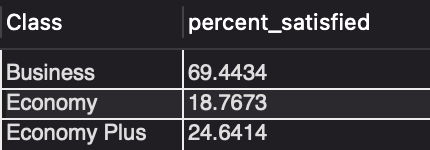 Class percent_satisfied
Business 69.4434
Economy 18.7673
Economy Plus 24.6414